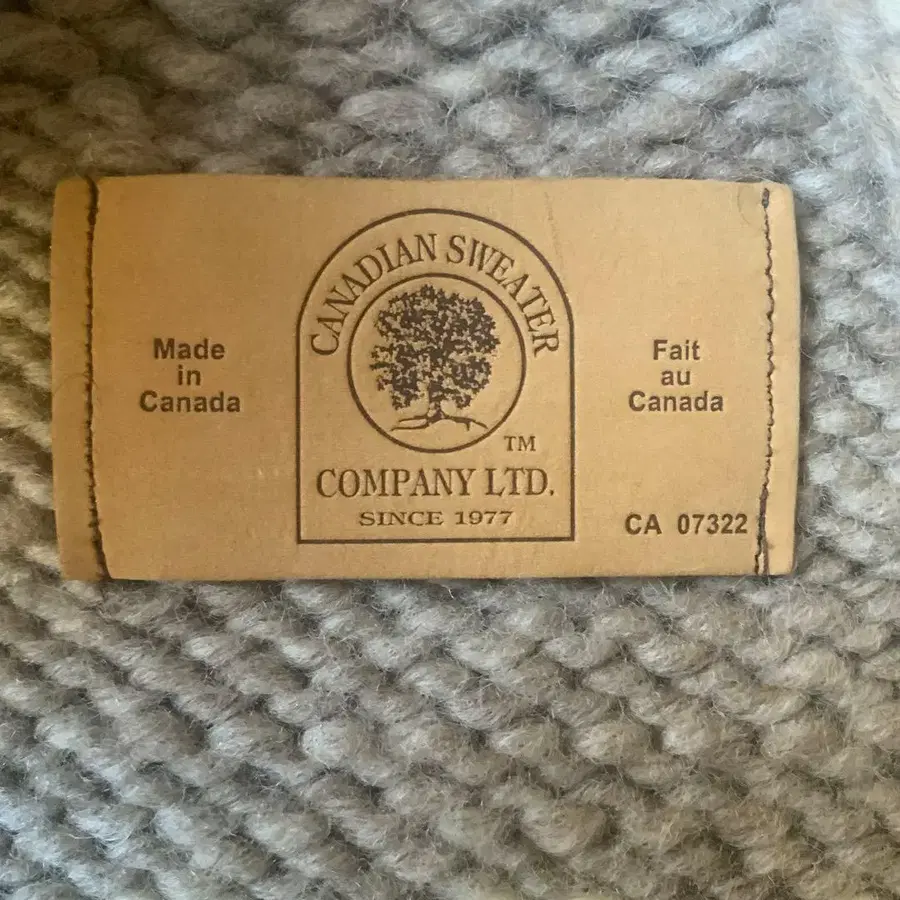 CANADIAN SWEATER
TM
COMPANY LTD.
SINCE 1977
Made
in
Canada
Fait
au
Canada
CA 07322